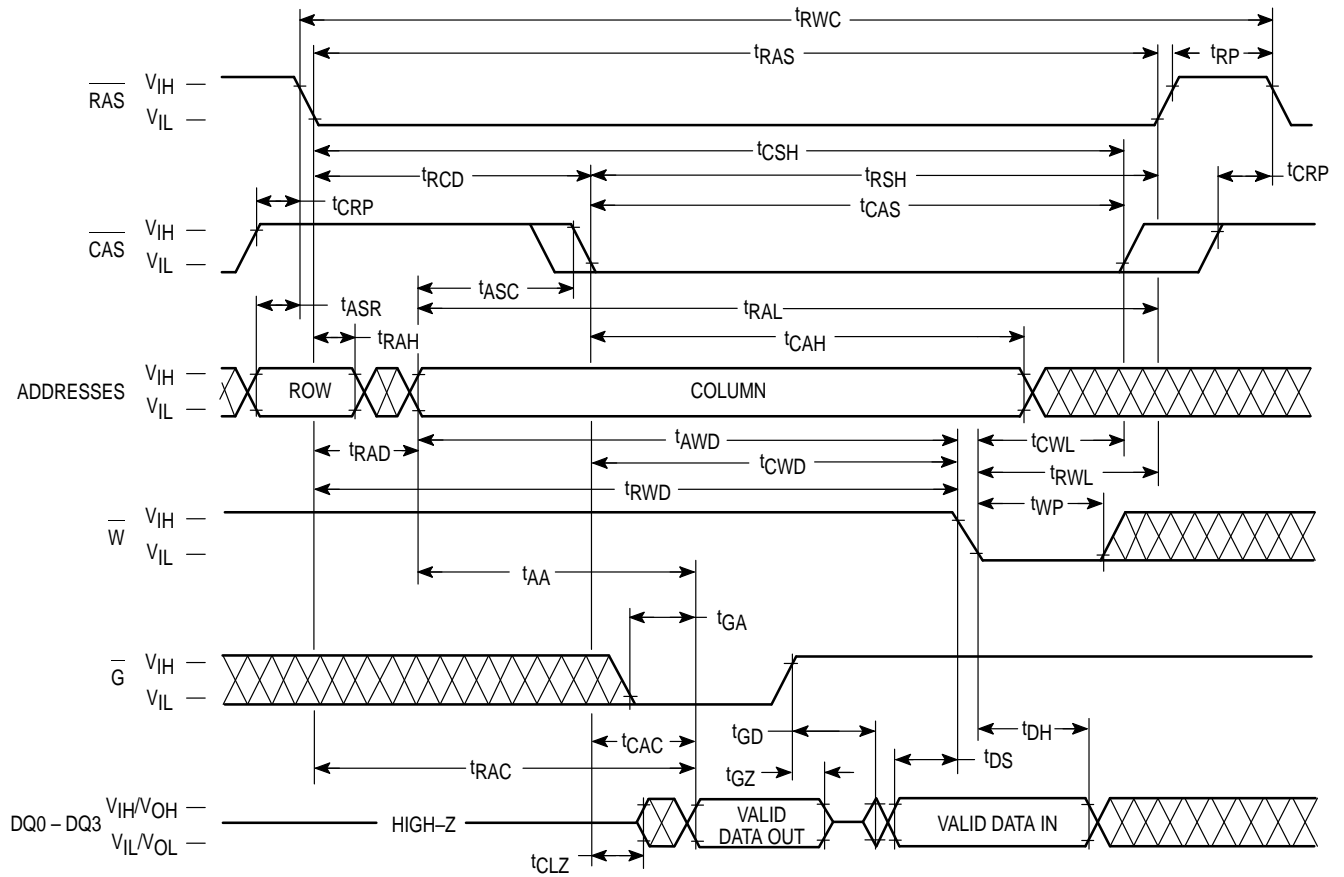 tRWC
tRAS
tRP
RAS
VIH
VIL
tCSH
tRCD
tRSH
tCRP
tCRP
tCAS
CAS
VIH
VIL
tASC
tASR
tRAL
tRAH
tCAH
ADDRESSES
VIH
VIL
ROW
COLUMN
tAWD
tCWL
tRAD
tCWD
tRWL
tRWD
tWP
W
VIH
VIL
tAA
tGA
G
VIH
VIL
tGD
tDH
tCAC
tDS
tRAC
tGZ
DQ0 – DQ3
VIH/VOH
VIL/VOL
HIGH–Z
VALID
DATA OUT
VALID DATA IN
tCLZ